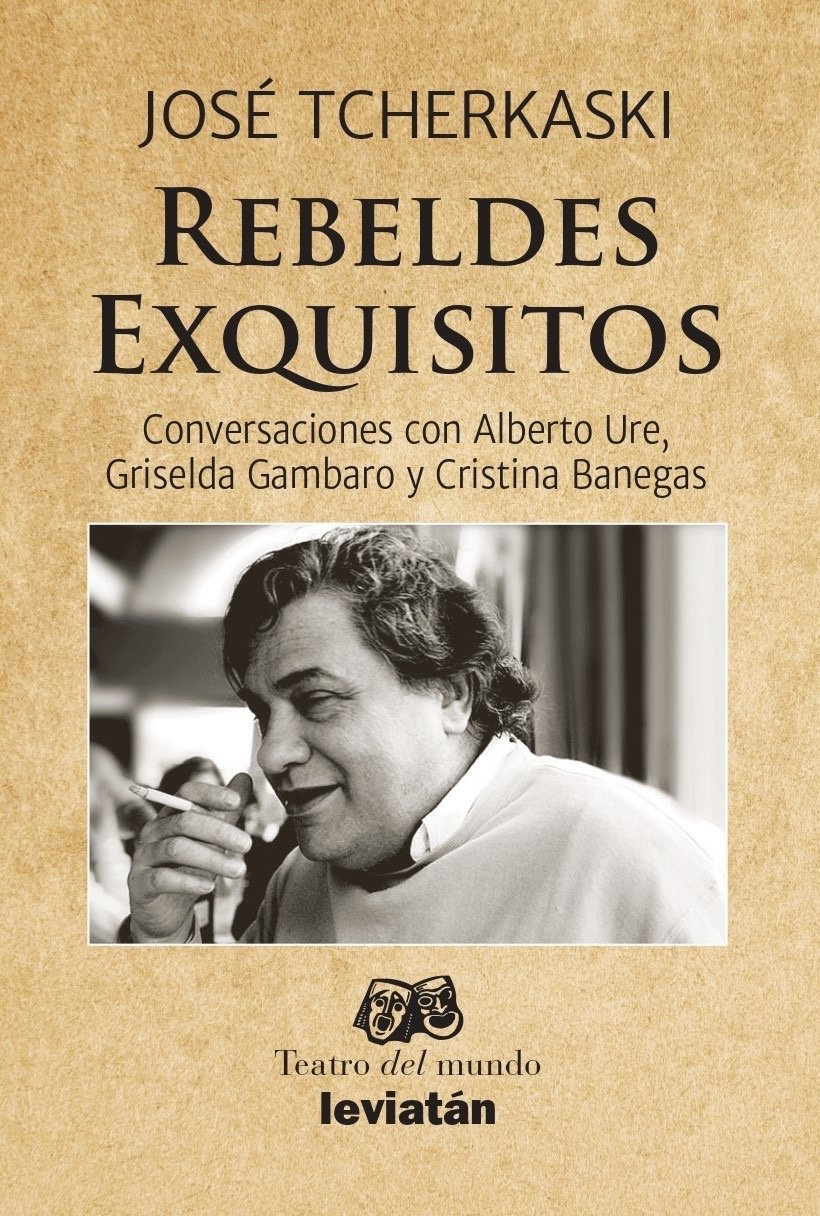 JOSÉ TCHERKASKI
REBELDES
EXQUISITOS
Conversaciones con Alberto Ure,
Griselda Gambaro y Cristina Banegas
Teatro del mundo
leviatán